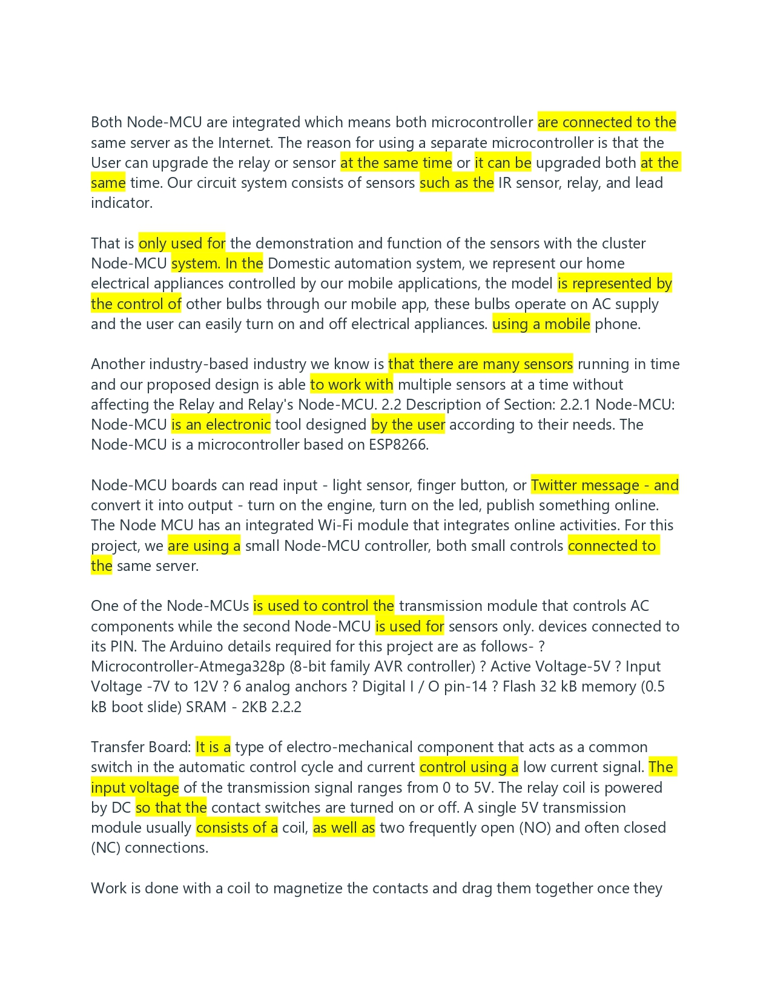 Both Node-MCU are integrated which means both microcontroller are connected to the
same server as the Internet. The reason for using a separate microcontroller is that the
User can upgrade the relay or sensor at the same time or it can be upgraded both at the
same time. Our circuit system consists of sensors such as the IR sensor, relay, and lead
indicator.
That is only used for the demonstration and function of the sensors with the cluster
Node-MCU system. In the Domestic automation system, we represent our home
electrical appliances controlled by our mobile applications, the model is represented by
the control of other bulbs through our mobile app, these bulbs operate on AC supply
and the user can easily turn on and off electrical appliances. using a mobile phone.
Another industry-based industry we know is that there are many sensors running in time
and our proposed design is able to work with multiple sensors at a time without
affecting the Relay and Relay's Node-MCU. 2.2 Description of Section: 2.2.1 Node-MCU:
Node-MCU is an electronic tool designed by the user according to their needs. The
Node-MCU is a microcontroller based on ESP8266.
Node-MCU boards can read input - light sensor, finger button, or Twitter message - and
convert it into output - turn on the engine, turn on the led, publish something online.
The Node MCU has an integrated Wi-Fi module that integrates online activities. For this
project, we are using a small Node-MCU controller, both small controls connected to
the same server.
One of the Node-MCUs is used to control the transmission module that controls AC
components while the second Node-MCU is used for sensors only. devices connected to
its PIN. The Arduino details required for this project are as follows- ?
Microcontroller-Atmega328p (8-bit family AVR controller) ? Active Voltage-5V ? Input
Voltage -7V to 12V ? 6 analog anchors ? Digital I / O pin-14 ? Flash 32 kB memory (0.5
kB boot slide) SRAM - 2KB 2.2.2
Transfer Board: It is a type of electro-mechanical component that acts as a common
switch in the automatic control cycle and current control using a low current signal. The
input voltage of the transmission signal ranges from 0 to 5V. The relay coil is powered
by DC so that the contact switches are turned on or off. A single 5V transmission
module usually consists of a coil, as well as two frequently open (NO) and often closed
(NC) connections.
Work is done with a coil to magnetize the contacts and drag them together once they